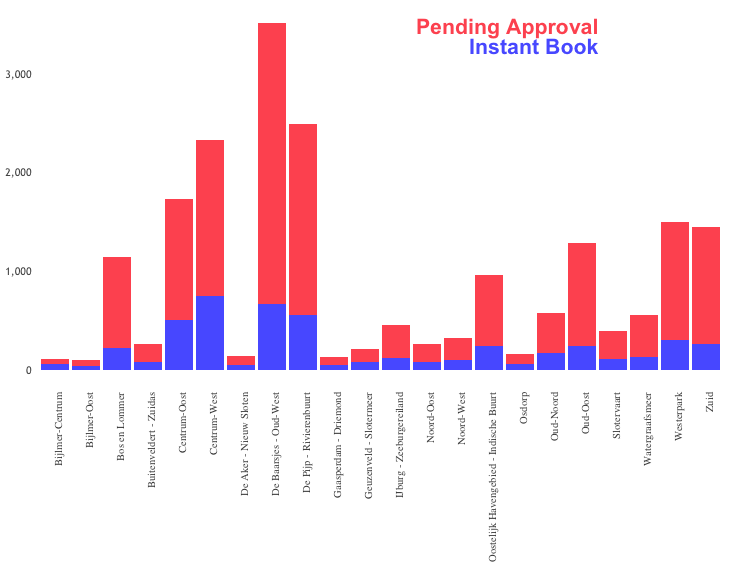 Pending Approval
Instant Book
3,000
2,000
1,000
0
Bijlmer-Centrum
Bijlmer-Oost
Bos en Lommer
Buitenveldert - Zuidas
Centrum-Oost
Centrum-West
De Aker - Nieuw Sloten
De Baarsjes - Oud-West
De Pijp - Rivierenbuurt
Gaasperdam - Driemond
Geuzenveld - Slotermeer
IJburg - Zeeburgereiland
Noord-Oost
Noord-West
Oostelijk Havengebied - Indische Buurt
Osdorp
Oud-Noord
Oud-Oost
Slotervaart
Watergraafsmeer
Westerpark
Zuid